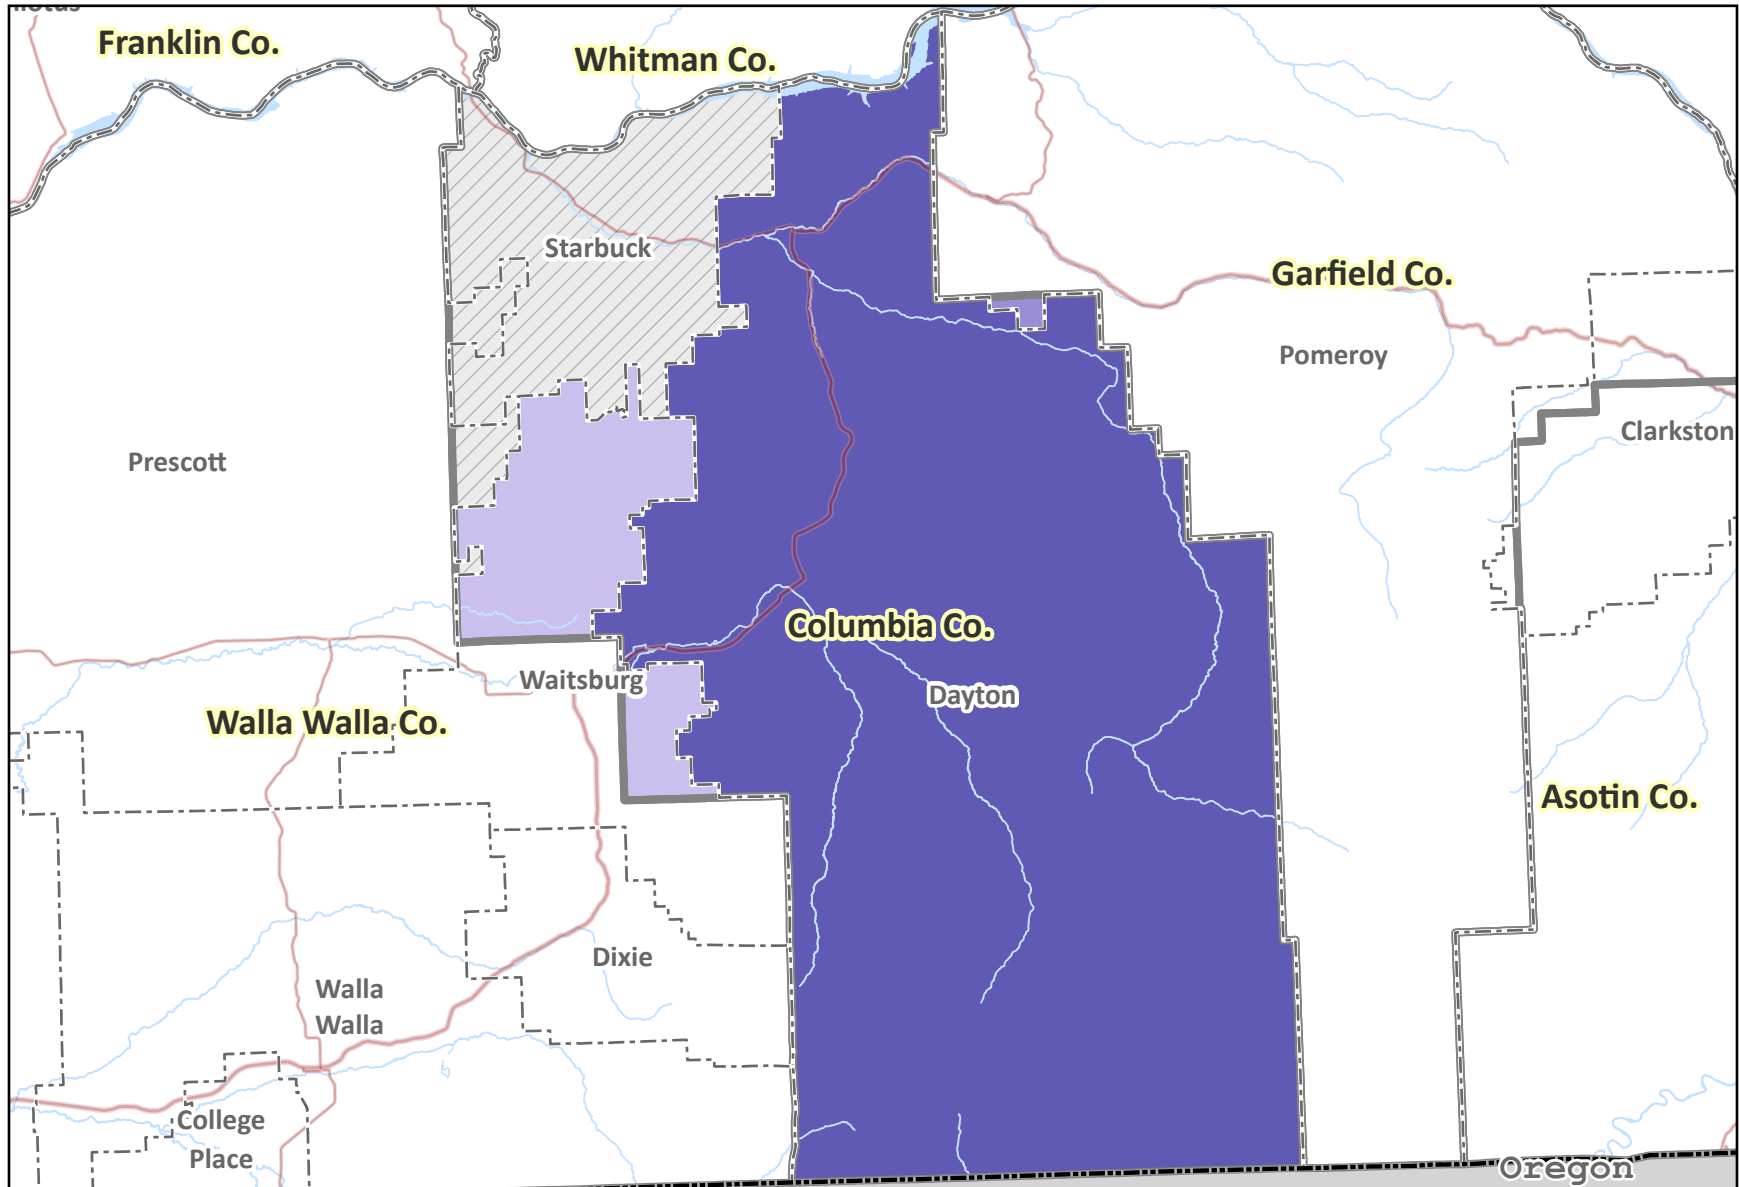 Franklin Co.
Whitman Co.
Starbuck
Garfield Co.
Pomeroy
Clarkston
Prescott
Columbia Co.
Waitsburg
Dayton
Walla Walla Co.
Asotin Co.
Dixie
Walla
Walla
College
Place
Oregon